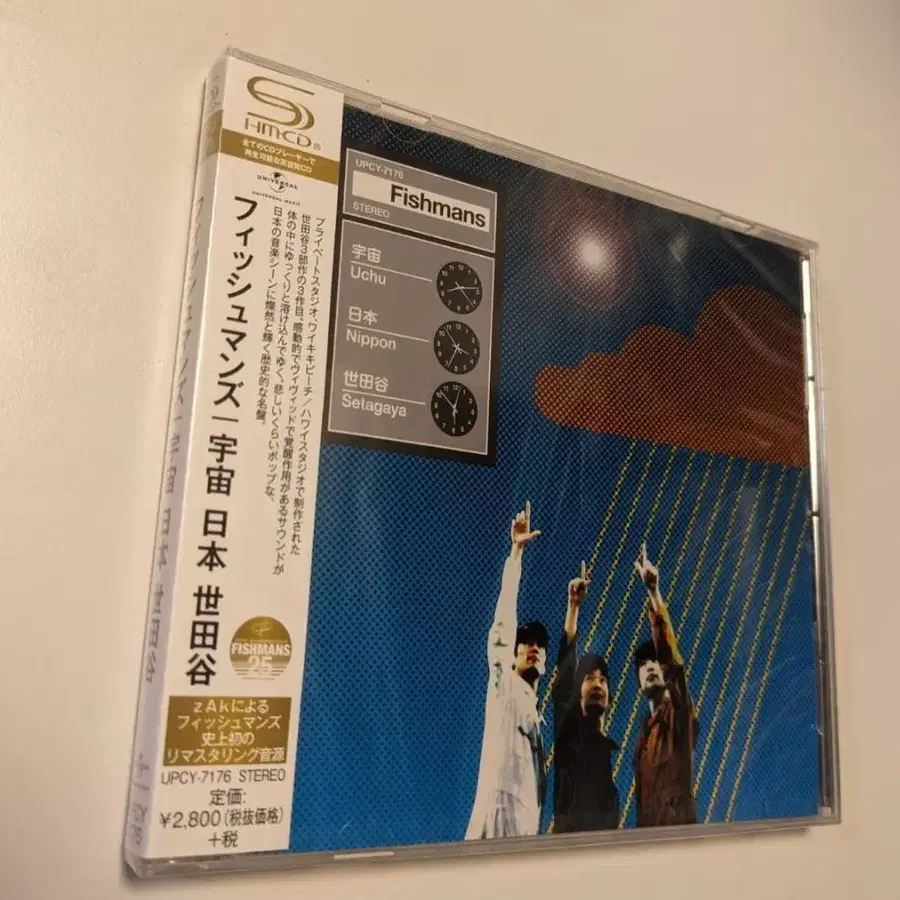 SHM-CD®
全てのCDプレーヤーで
再生可能な高音質CD
UNIVERSAL
UNIVERSAL MUSIC
フィッシュマンズ | 宇宙 日本 世田谷
プライベートスタジオ、ワイキキビーチ/ハワイスタジオで制作された
世田谷3部作の3作目。感動的でヴィヴィッドで覚醒作用があるサウンドが
体の中にゆっくりと溶け込んでゆく。悲しいくらいポップな、
日本の音楽シーンに燦然と輝く歴史的な名盤。
FISHMANS
25
zAkによる
フィッシュマンズ
史上初の
リマスタリング音源
UPCY-7176 STEREO
定価:
¥2,800(税抜価格)
+税
UPCY-7176
Fishmans
STEREO
宇宙
Uchu
日本
Nippon
世田谷
Setagaya